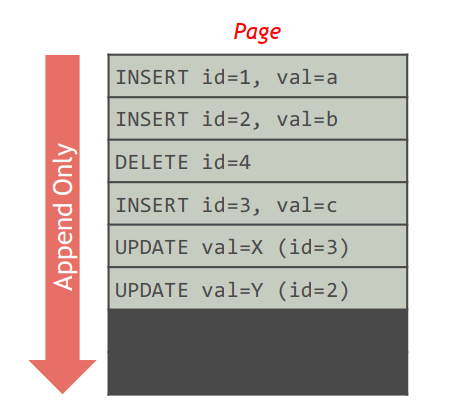 Page
Append Only
INSERT id=1, val=a
INSERT id=2, val=b
DELETE id=4
INSERT id=3, val=c
UPDATE val=X (id=3)
UPDATE val=Y (id=2)